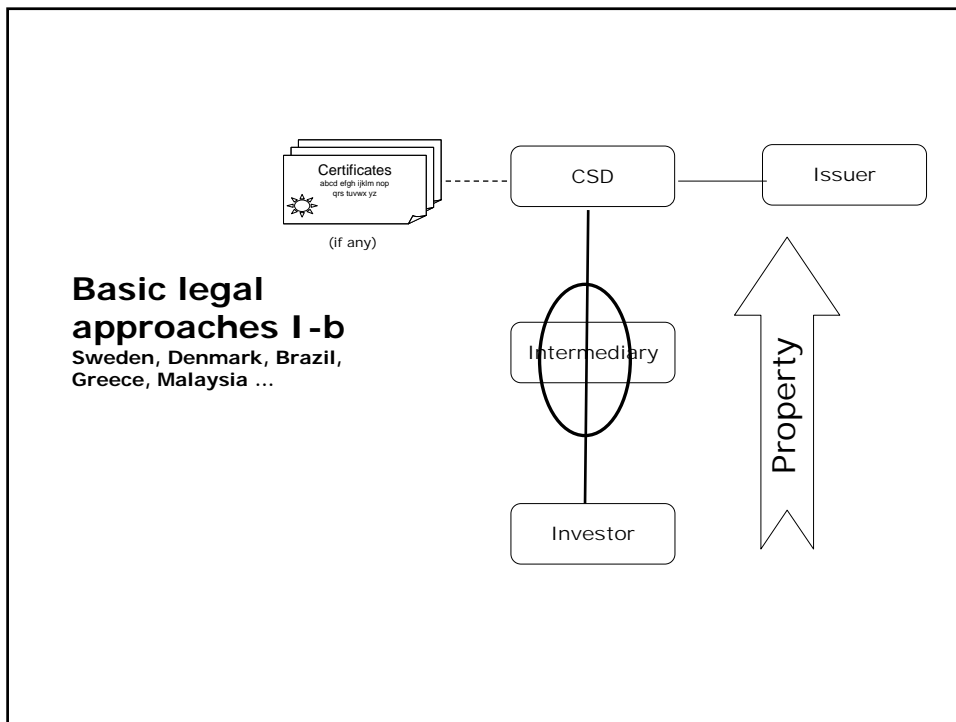 Certificates
abcd efgh ijklm nop
qrs tuvwx yz
(if any)
CSD
Issuer
Basic legal
approaches I-b
Sweden, Denmark, Brazil,
Greece, Malaysia ...
Intermediary
Investor
Property